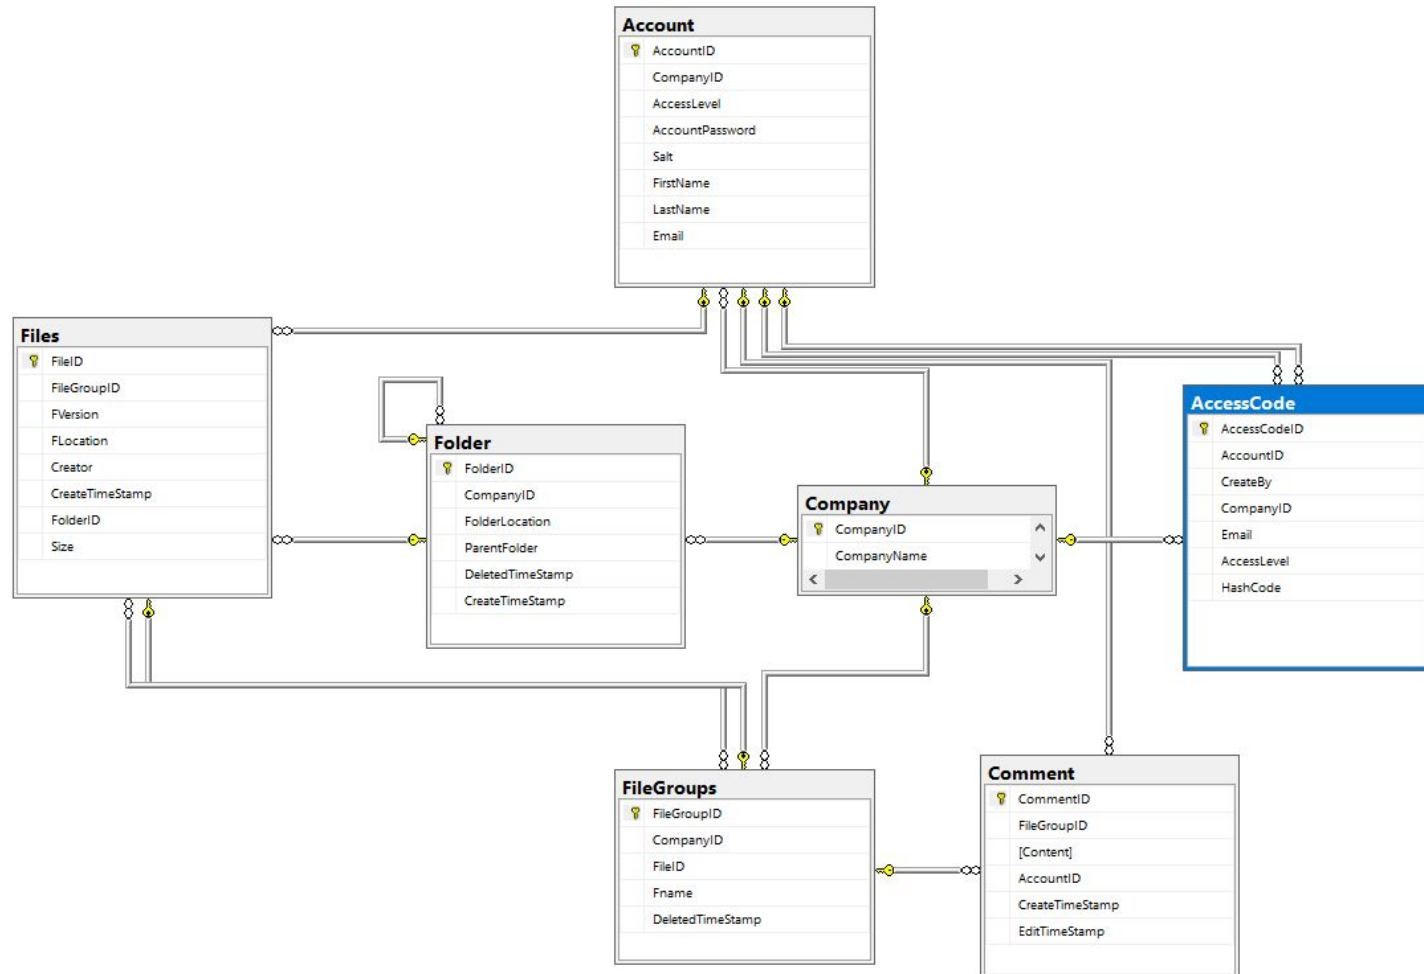 Account
AccountID
CompanyID
AccessLevel
AccountPassword
Salt
FirstName
LastName
Email
Files
FileID
FileGroupID
FVersion
FLocation
Creator
CreateTimeStamp
FolderID
Size
Folder
FolderID
CompanyID
FolderLocation
ParentFolder
DeletedTimeStamp
CreateTimeStamp
Company
CompanyID
CompanyName
AccessCode
AccessCodeID
AccountID
CreateBy
CompanyID
Email
AccessLevel
HashCode
FileGroups
FileGroupID
CompanyID
FileID
Fname
DeletedTimeStamp
Comment
CommentID
FileGroupID
[Content]
AccountID
CreateTimeStamp
EditTimeStamp